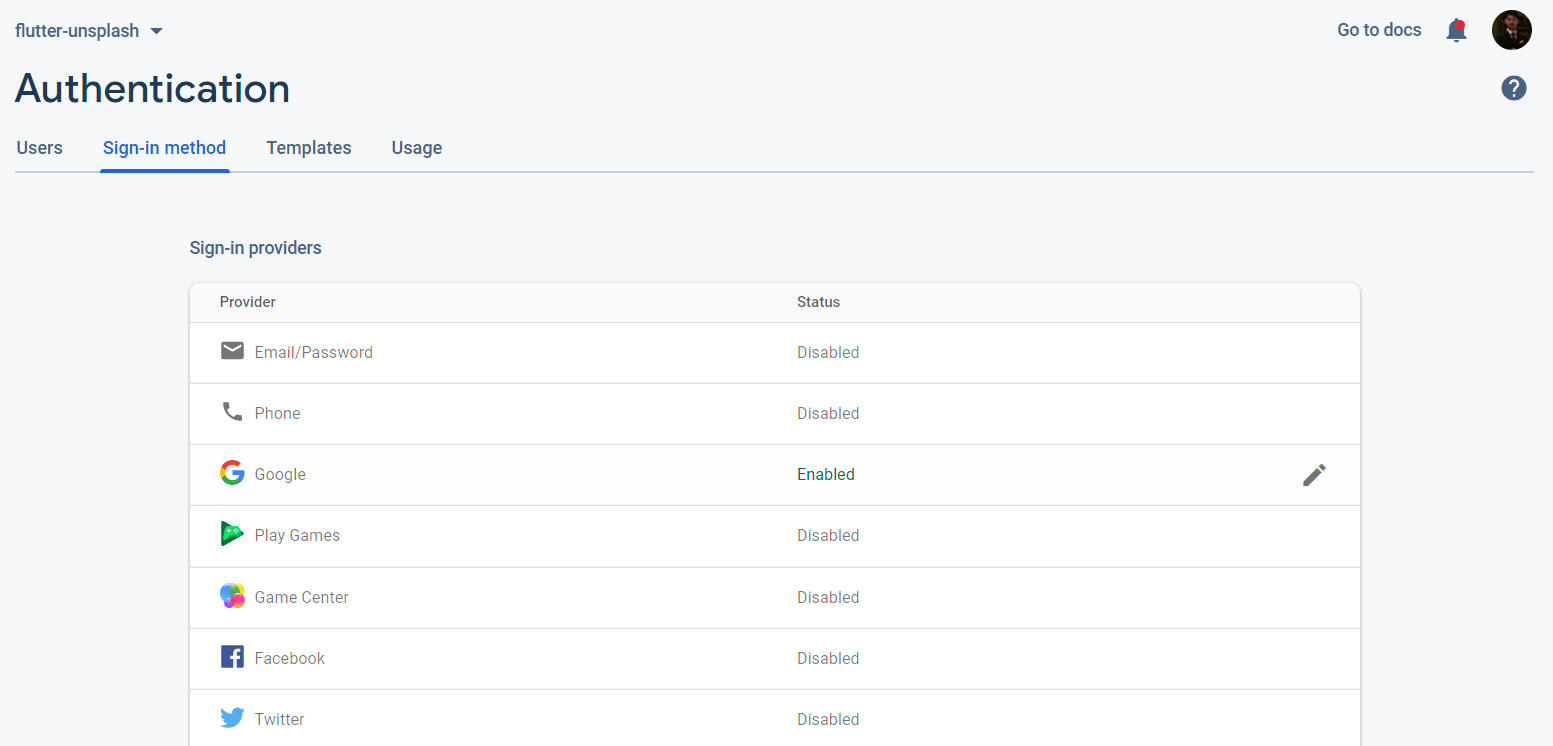 flutter-unsplash
Go to docs
Authentication
?
Users Sign-in method Templates Usage
Sign-in providers
Provider Status
Email/Password Disabled
Phone Disabled
Google Enabled
Play Games Disabled
Game Center Disabled
Facebook Disabled
Twitter Disabled